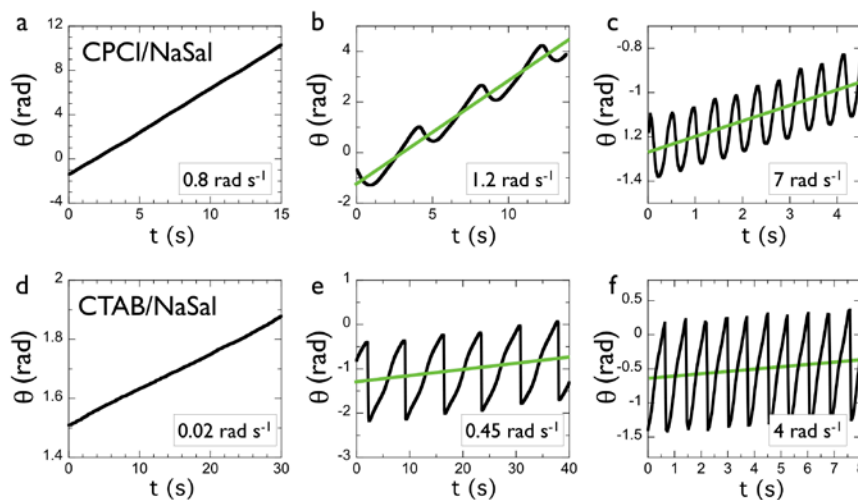 a
CPCl/NaSal
θ (rad)
12
8
4
0
-4
0 5 10 15
t (s)
0.8 rad s-1
b
θ (rad)
4
2
0
-2
0 5 10
t (s)
1.2 rad s-1
c
θ (rad)
-0.8
-1
-1.2
-1.4
0 1 2 3 4
t (s)
7 rad s-1
d
CTAB/NaSal
θ (rad)
2
1.8
1.6
1.4
0 10 20 30
t (s)
0.02 rad s-1
e
θ (rad)
1
0
-1
-2
-3
0 10 20 30 40
t (s)
0.45 rad s-1
f
θ (rad)
0.5
0
-0.5
-1
-1.5
0 1 2 3 4 5 6 7 8
t (s)
4 rad s-1